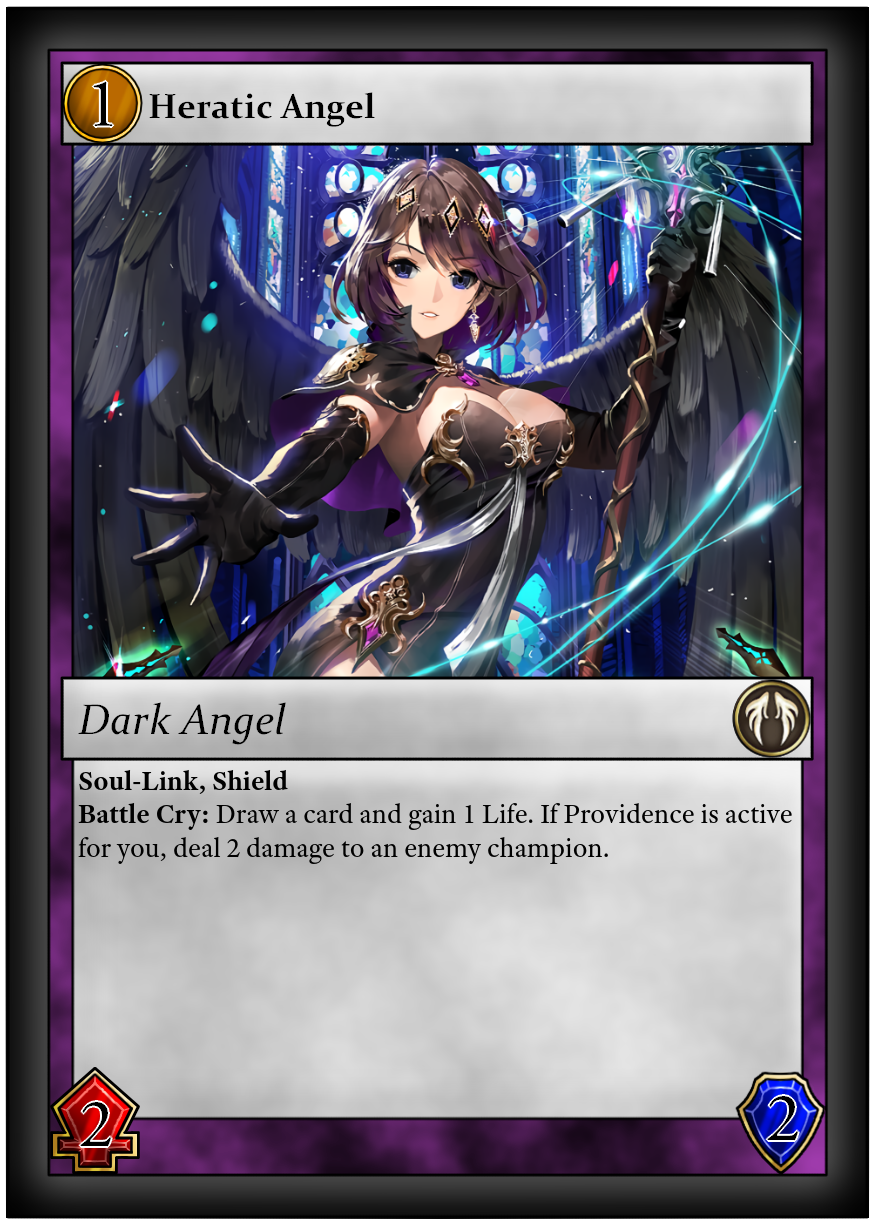 1
Heratic Angel
Dark Angel
Soul-Link, Shield
Battle Cry: Draw a card and gain 1 Life. If Providence is active
for you, deal 2 damage to an enemy champion.
2
2